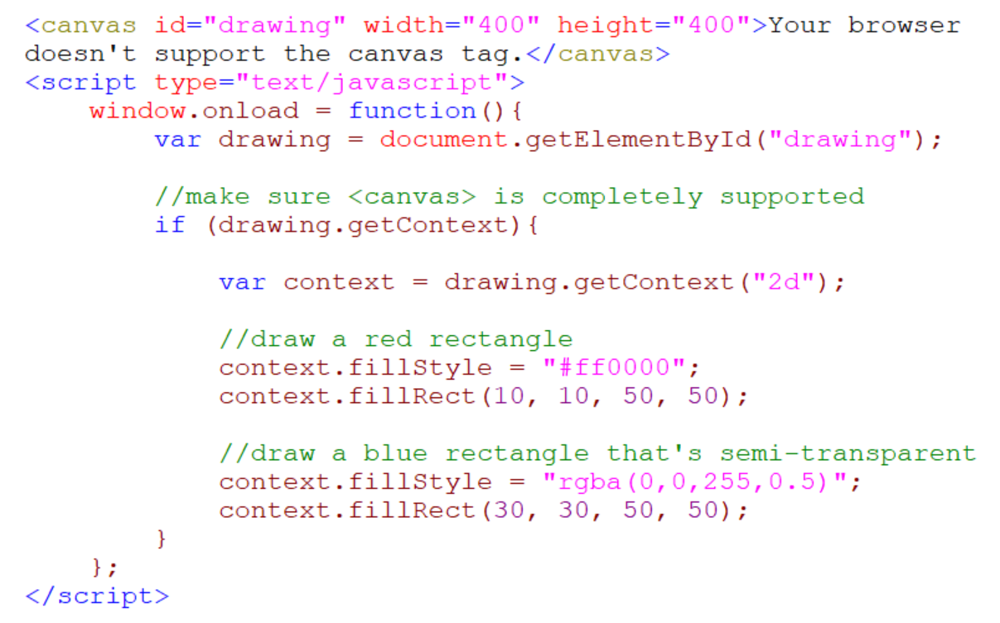 <canvas id="drawing" width="400" height="400">Your browser
doesn't support the canvas tag.</canvas>
<script type="text/javascript">
    window.onload = function(){
        var drawing = document.getElementById("drawing");

        //make sure <canvas> is completely supported
        if (drawing.getContext){

            var context = drawing.getContext("2d");

            //draw a red rectangle
            context.fillStyle = "#ff0000";
            context.fillRect(10, 10, 50, 50);

            //draw a blue rectangle that's semi-transparent
            context.fillStyle = "rgba(0,0,255,0.5)";
            context.fillRect(30, 30, 50, 50);
        }
    };
</script>